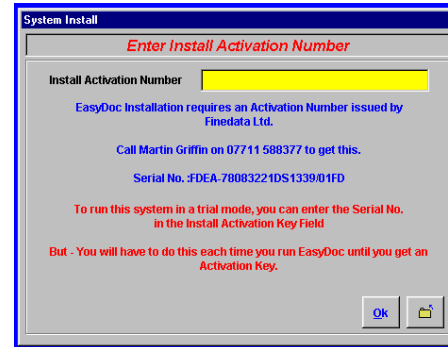 System Install
Enter Install Activation Number
Install Activation Number
EasyDoc Installation requires an Activation Number issued by
Finedata Ltd.
Call Martin Griffin on 07711 588377 to get this.
Serial No. :FDEA-78083221DS1339/01FD
To run this system in a trial mode, you can enter the Serial No.
in the Install Activation Key Field
But - You will have to do this each time you run EasyDoc until you get an
Activation Key.
Ok